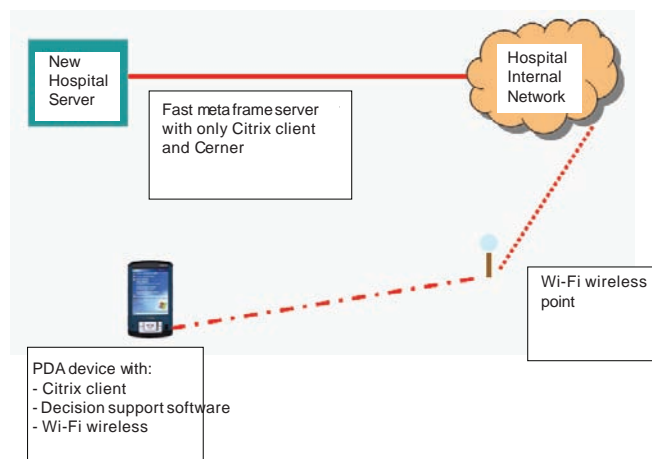 New
Hospital
Server
Hospital
Internal
Network
Fast metaframe server
with only Citrix client
and Cerner
Wi-Fi wireless
point
PDA device with:
- Citrix client
- Decision support software
- Wi-Fi wireless